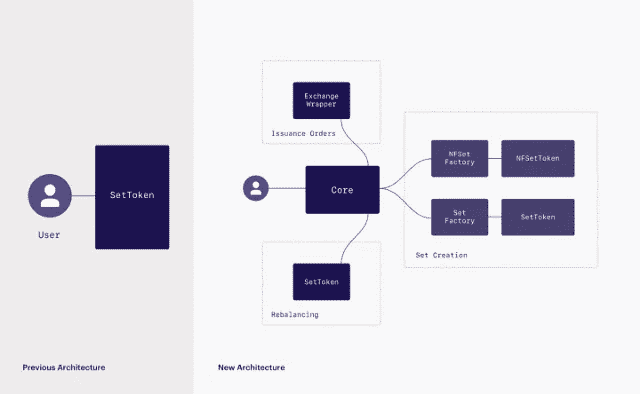 SetToken
User
Previous Architecture
Exchange
Wrapper
Issuance Orders
Core
NFSet
Factory
NFSetToken
Set
Factory
SetToken
Set Creation
SetToken
Rebalancing
New Architecture